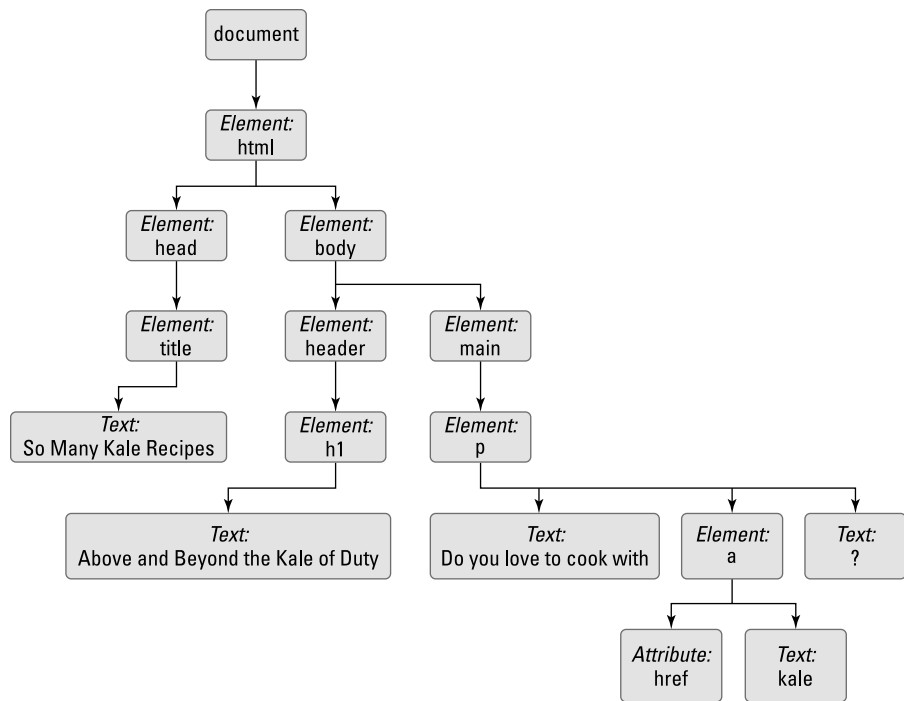 document
Element:
html
Element:
head
Element:
body
Element:
title
Element:
header
Element:
main
Text:
So Many Kale Recipes
Element:
h1
Element:
p
Text:
Above and Beyond the Kale of Duty
Text:
Do you love to cook with
Element:
a
Text:
?
Attribute:
href
Text:
kale